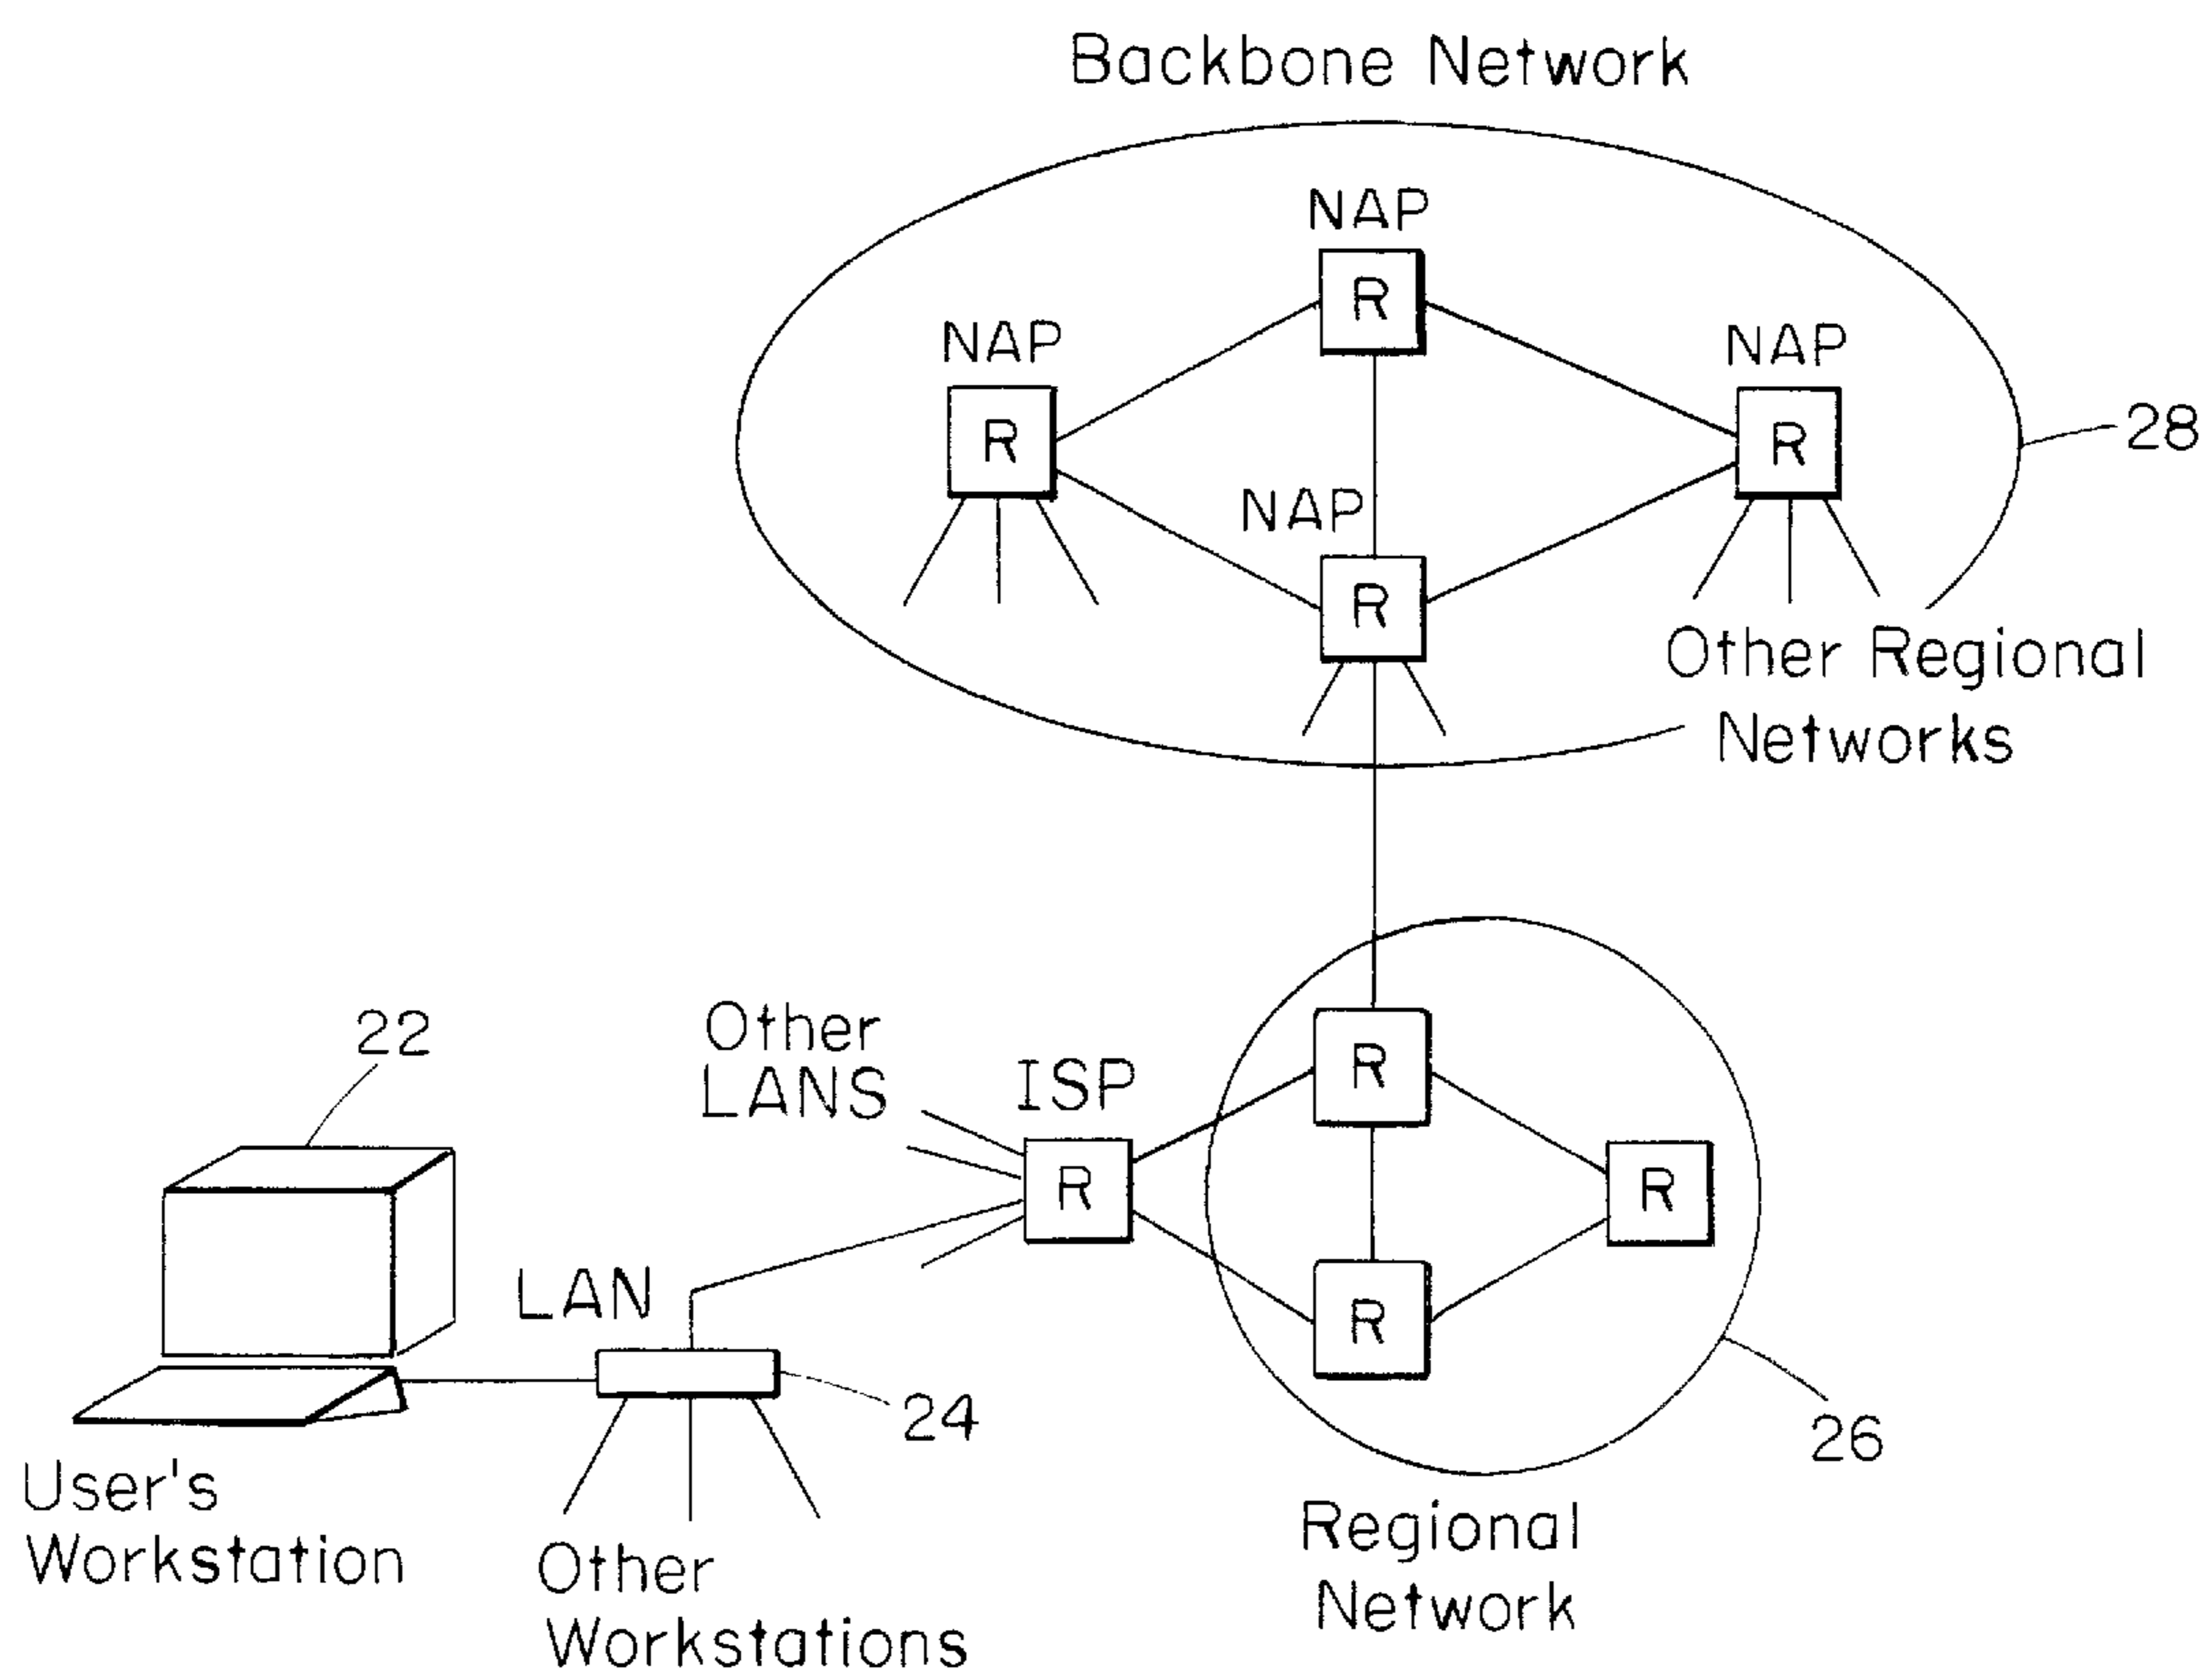 Backbone Network
NAP
R
NAP
R
NAP
R
28
NAP
R
Other Regional
Networks
22
Other
LANS
ISP
R
R
R
R
LAN
24
26
User's
Workstation
Other
Workstations
Regional
Network